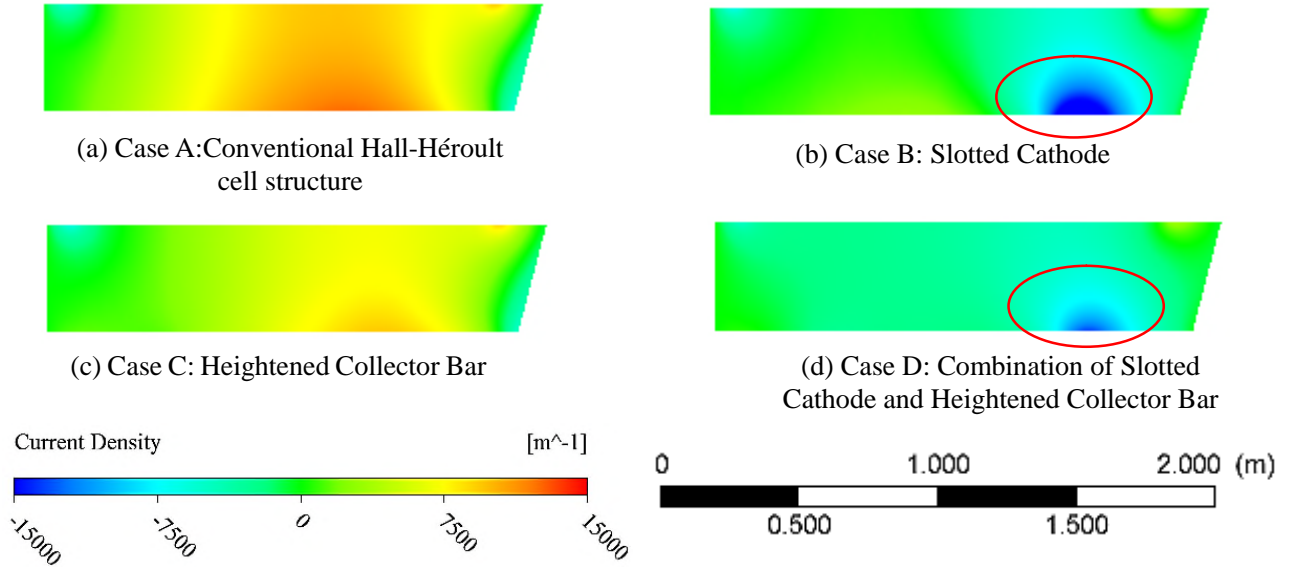 (a) Case A:Conventional Hall-Héroult
cell structure
(b) Case B: Slotted Cathode
(c) Case C: Heightened Collector Bar
(d) Case D: Combination of Slotted
Cathode and Heightened Collector Bar
Current Density [m^-1]
-15000 -7500 0 7500 15000
0 1.000 2.000 (m)
0.500 1.500